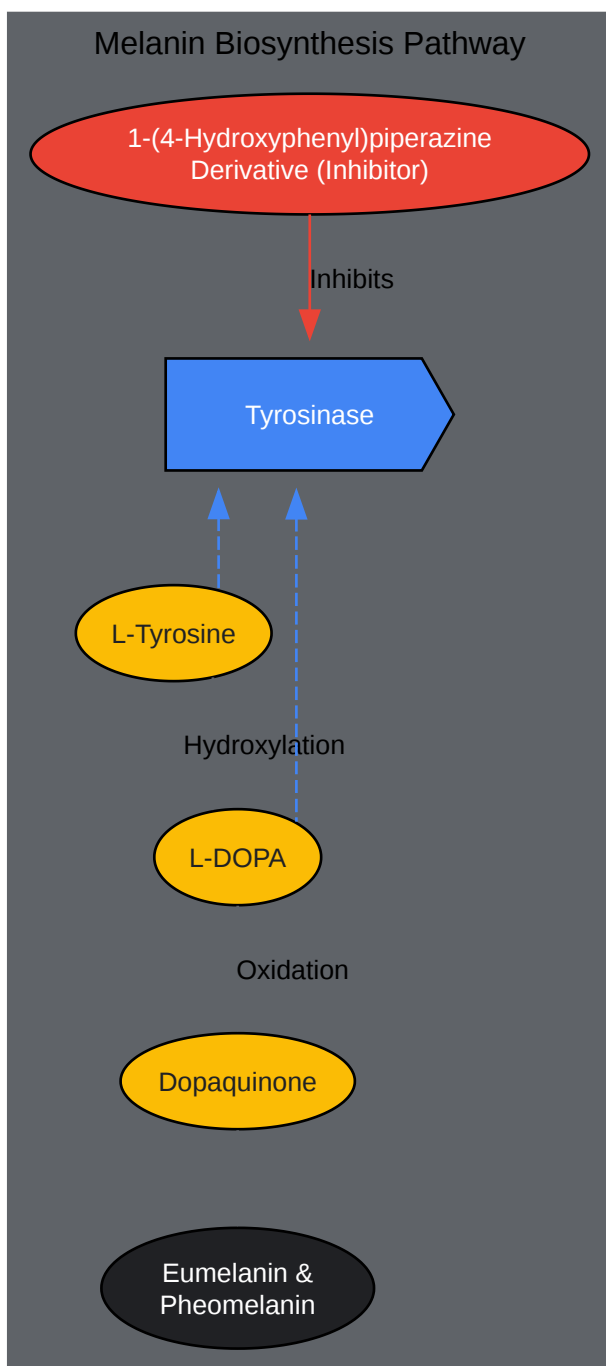 Melanin Biosynthesis Pathway
1-(4-Hydroxyphenyl)piperazine
Derivative (Inhibitor)
Inhibits
Tyrosinase
L-Tyrosine
Hydroxylation
L-DOPA
Oxidation
Dopaquinone
Eumelanin &
Pheomelanin